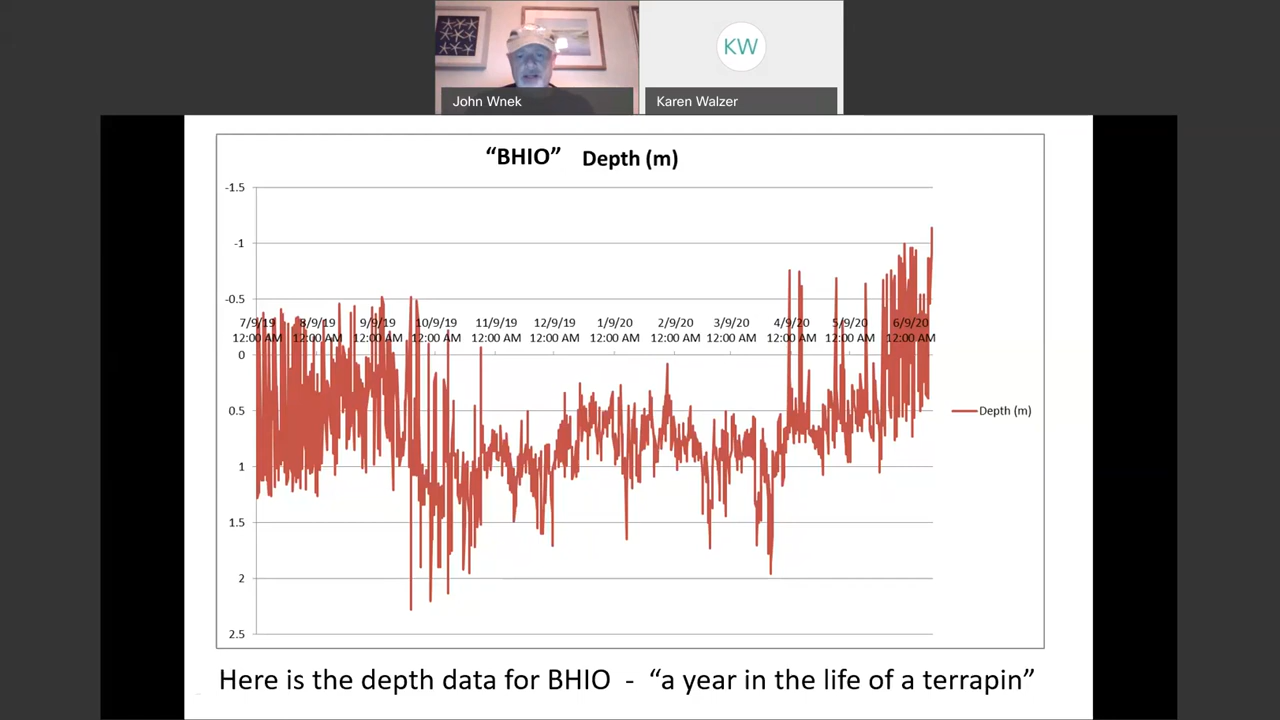 KW
John Wnek
Karen Walzer
“BHIO” Depth (m)
-1.5
-1
-0.5
7/9/19 8/9/19 9/9/19 10/9/19 11/9/19 12/9/19 1/9/20 2/9/20 3/9/20 4/9/20 5/9/20 6/9/20
12:00 AM 12:00 AM 12:00 AM 12:00 AM 12:00 AM 12:00 AM 12:00 AM 12:00 AM 12:00 AM 12:00 AM 12:00 AM 12:00 AM
0
0.5
Depth (m)
1
1.5
2
2.5
Here is the depth data for BHIO - “a year in the life of a terrapin”